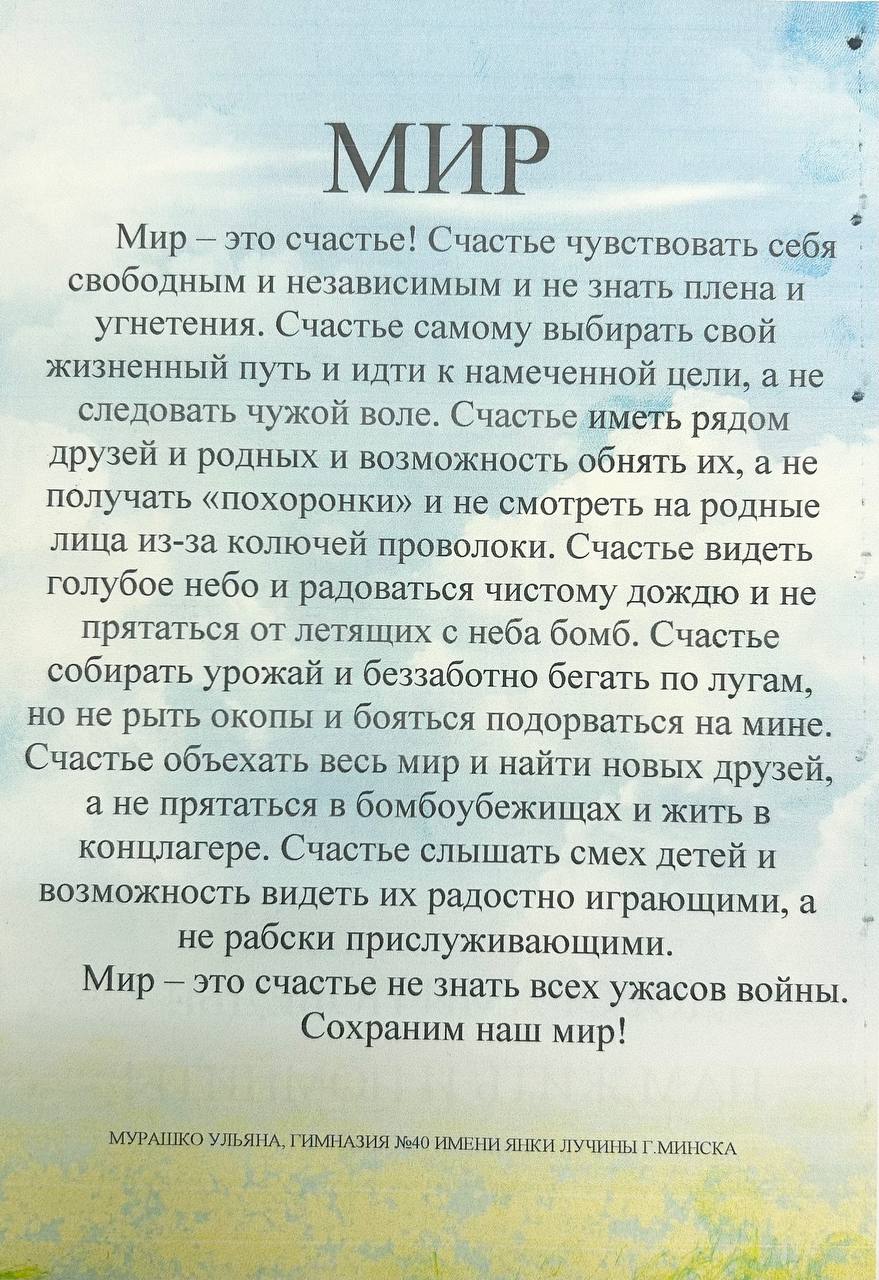 МИР
Мир – это счастье! Счастье чувствовать себя
свободным и независимым и не знать плена и
угнетения. Счастье самому выбирать свой
жизненный путь и идти к намеченной цели, а не
следовать чужой воле. Счастье иметь рядом
друзей и родных и возможность обнять их, а не
получать «похоронки» и не смотреть на родные
лица из-за колючей проволоки. Счастье видеть
голубое небо и радоваться чистому дождю и не
прятаться от летящих с неба бомб. Счастье
собирать урожай и беззаботно бегать по лугам,
но не рыть окопы и бояться подорваться на мине.
Счастье объехать весь мир и найти новых друзей,
а не прятаться в бомбоубежищах и жить в
концлагере. Счастье слышать смех детей и
возможность видеть их радостно играющими, а
не рабски прислуживающими.
Мир – это счастье не знать всех ужасов войны.
Сохраним наш мир!
МУРАШКО УЛЬЯНА, ГИМНАЗИЯ №40 ИМЕНИ ЯНКИ ЛУЧИНЫ Г.МИНСКА